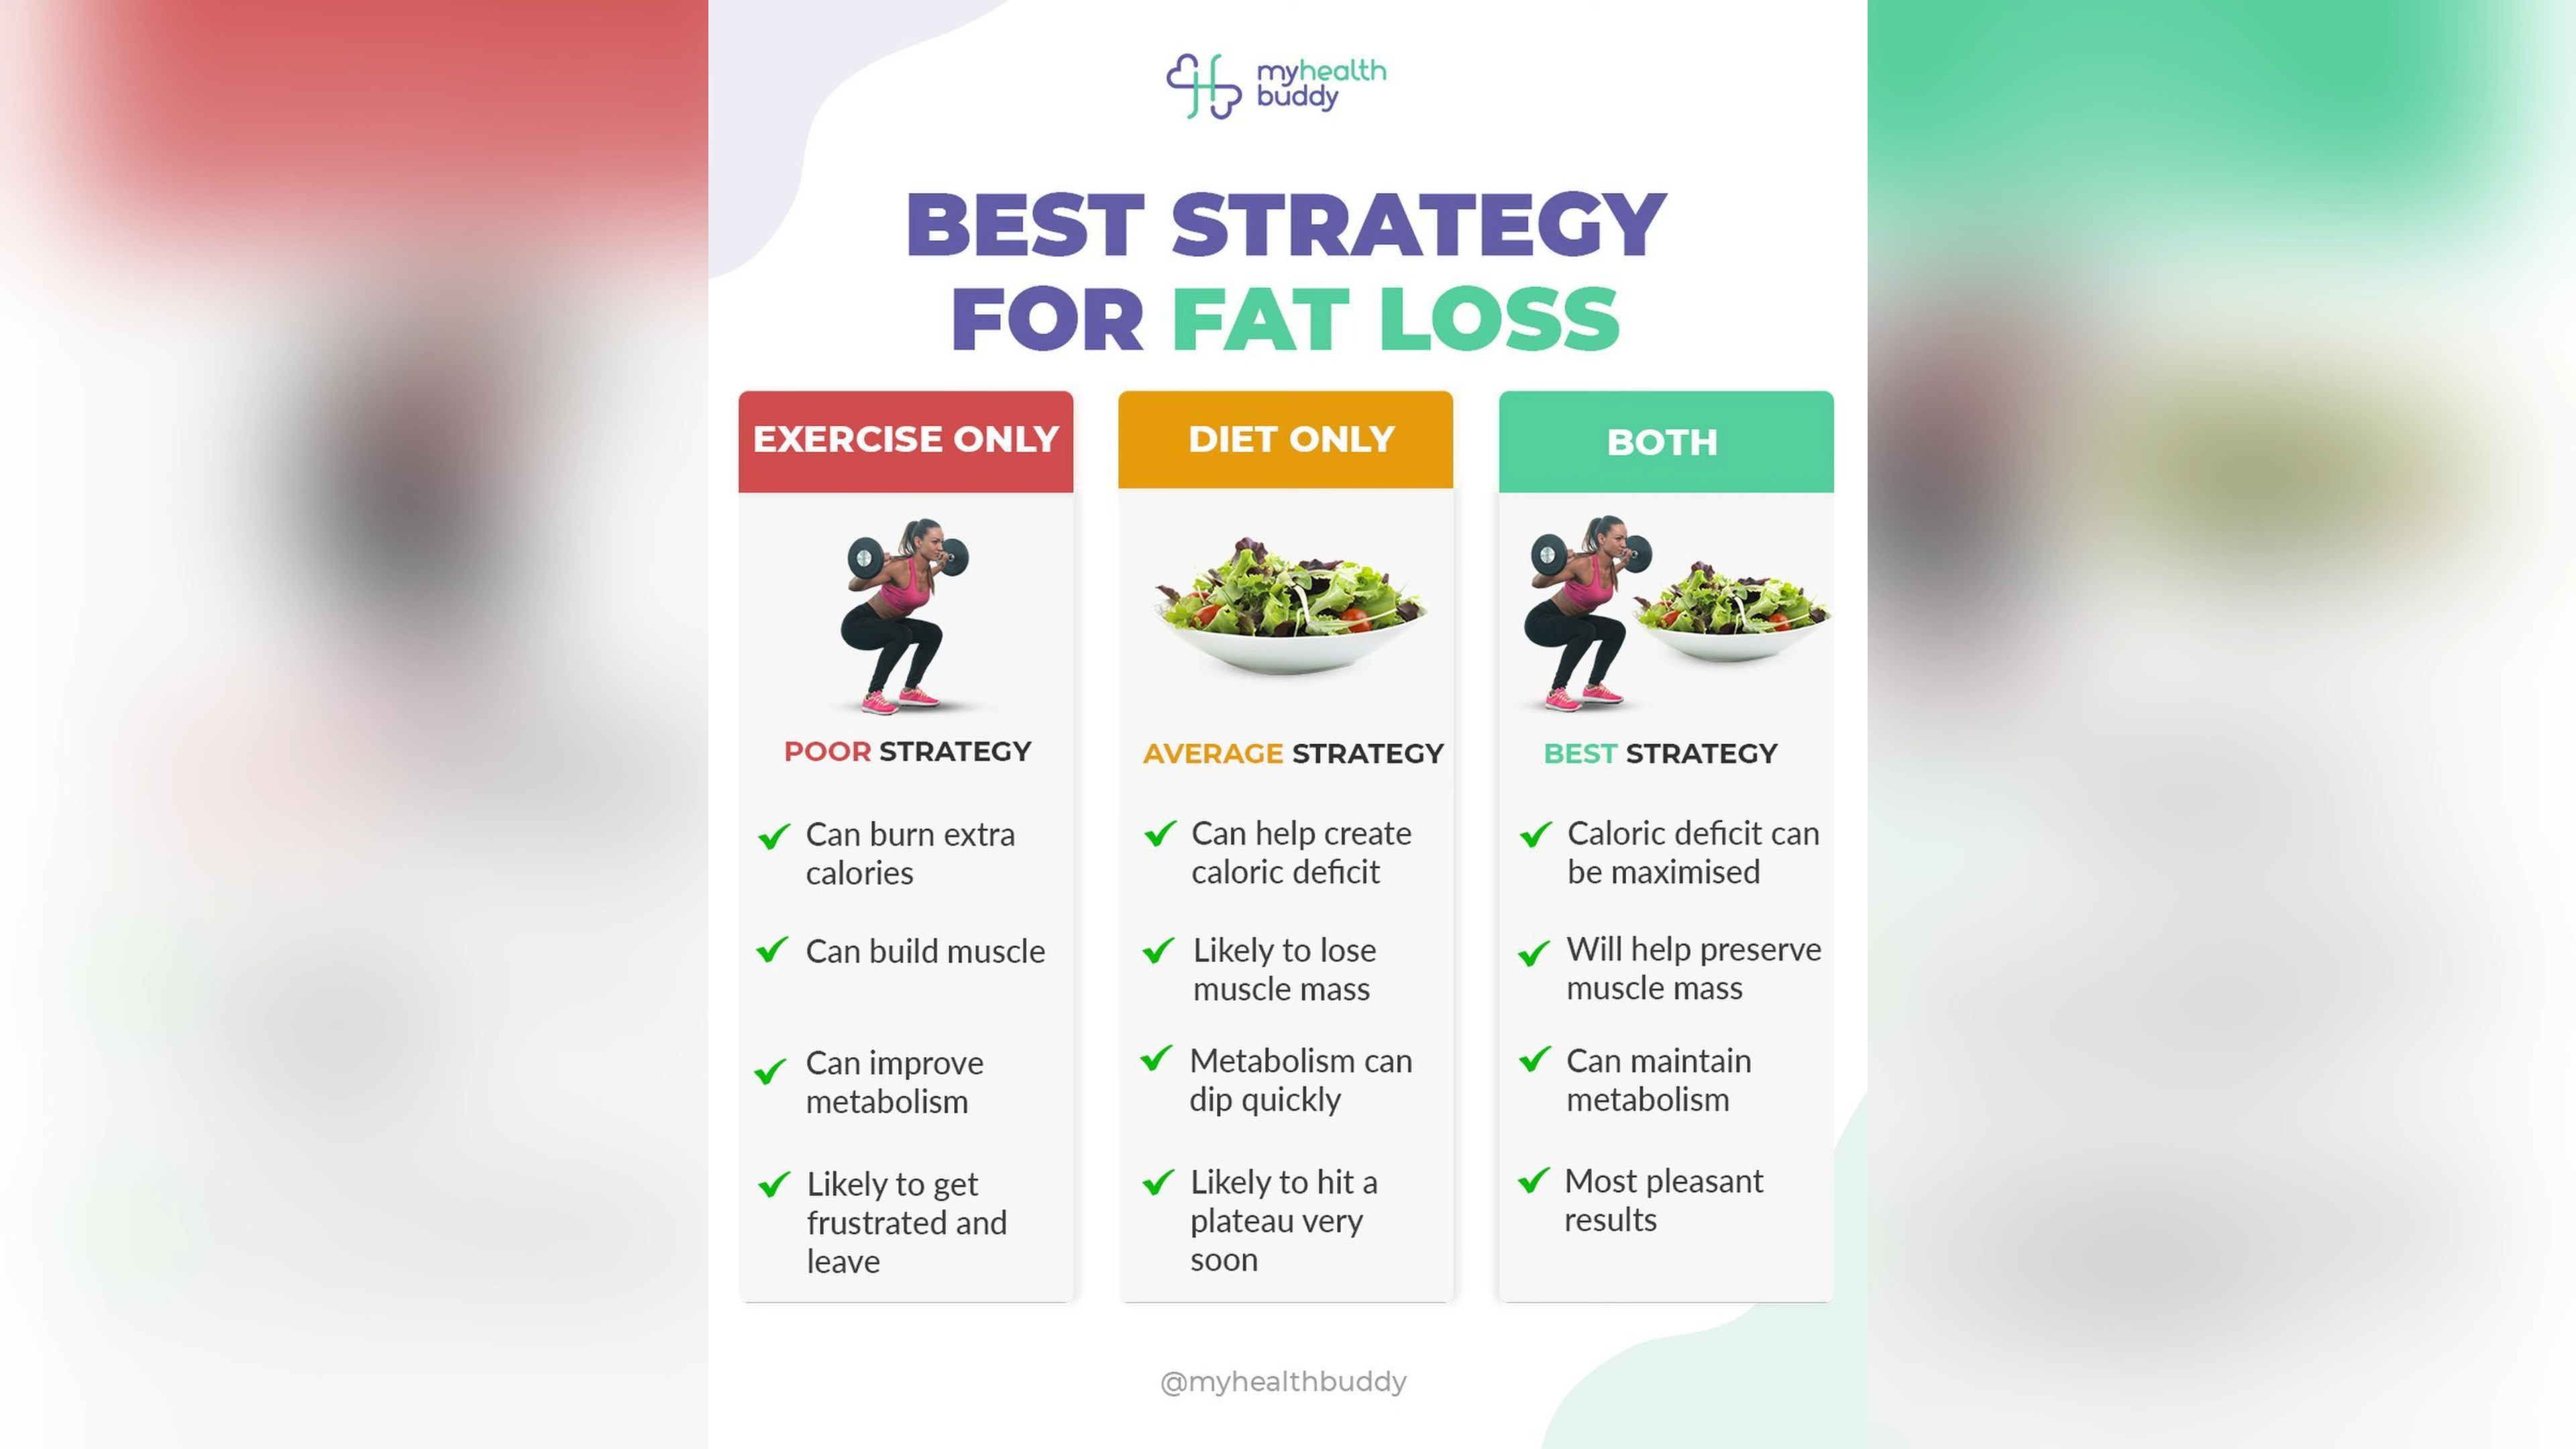 myhealth
buddy
BEST STRATEGY
FOR FAT LOSS
EXERCISE ONLY
POOR STRATEGY
Can burn extra
calories
Can build muscle
Can improve
metabolism
Likely to get
frustrated and
leave
DIET ONLY
AVERAGE STRATEGY
Can help create
caloric deficit
Likely to lose
muscle mass
Metabolism can
dip quickly
Likely to hit a
plateau very
soon
BOTH
BEST STRATEGY
Caloric deficit can
be maximised
Will help preserve
muscle mass
Can maintain
metabolism
Most pleasant
results
@myhealthbuddy